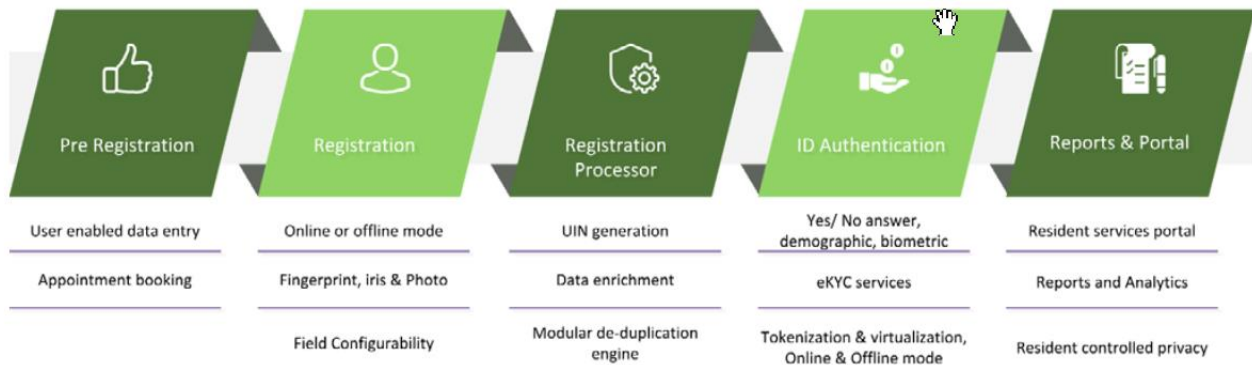 Pre Registration
Registration
Registration
Processor
ID Authentication
Reports & Portal
User enabled data entry
Appointment booking
Online or offline mode
Fingerprint, iris & Photo
Field Configurability
UIN generation
Data enrichment
Modular de-duplication
engine
Yes/ No answer,
demographic, biometric
eKYC services
Tokenization & virtualization,
Online & Offline mode
Resident services portal
Reports and Analytics
Resident controlled privacy